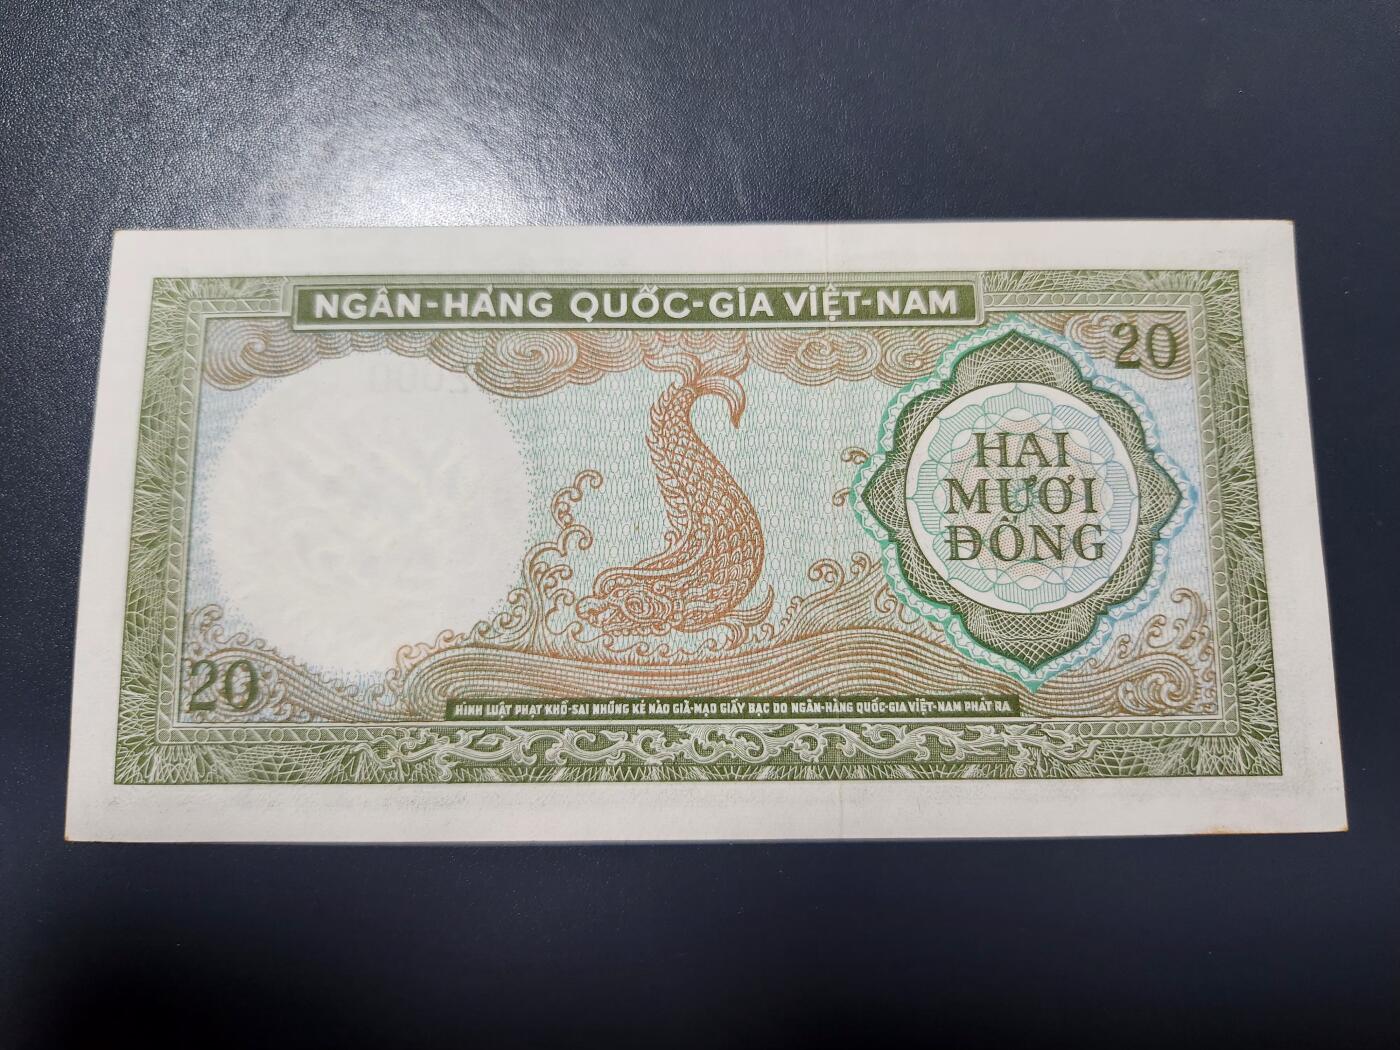 NGÂN-HÀNG QUỐC-GIA VIỆT-NAM
20
HAI
MƯƠI
ĐỒNG
20
HÌNH LUẬT PHẠT KHỔ-SAI NHỮNG KẺ NÀO GIẢ-MẠO GIẤY BẠC DO NGÂN-HÀNG QUỐC-GIA VIỆT-NAM PHÁT RA